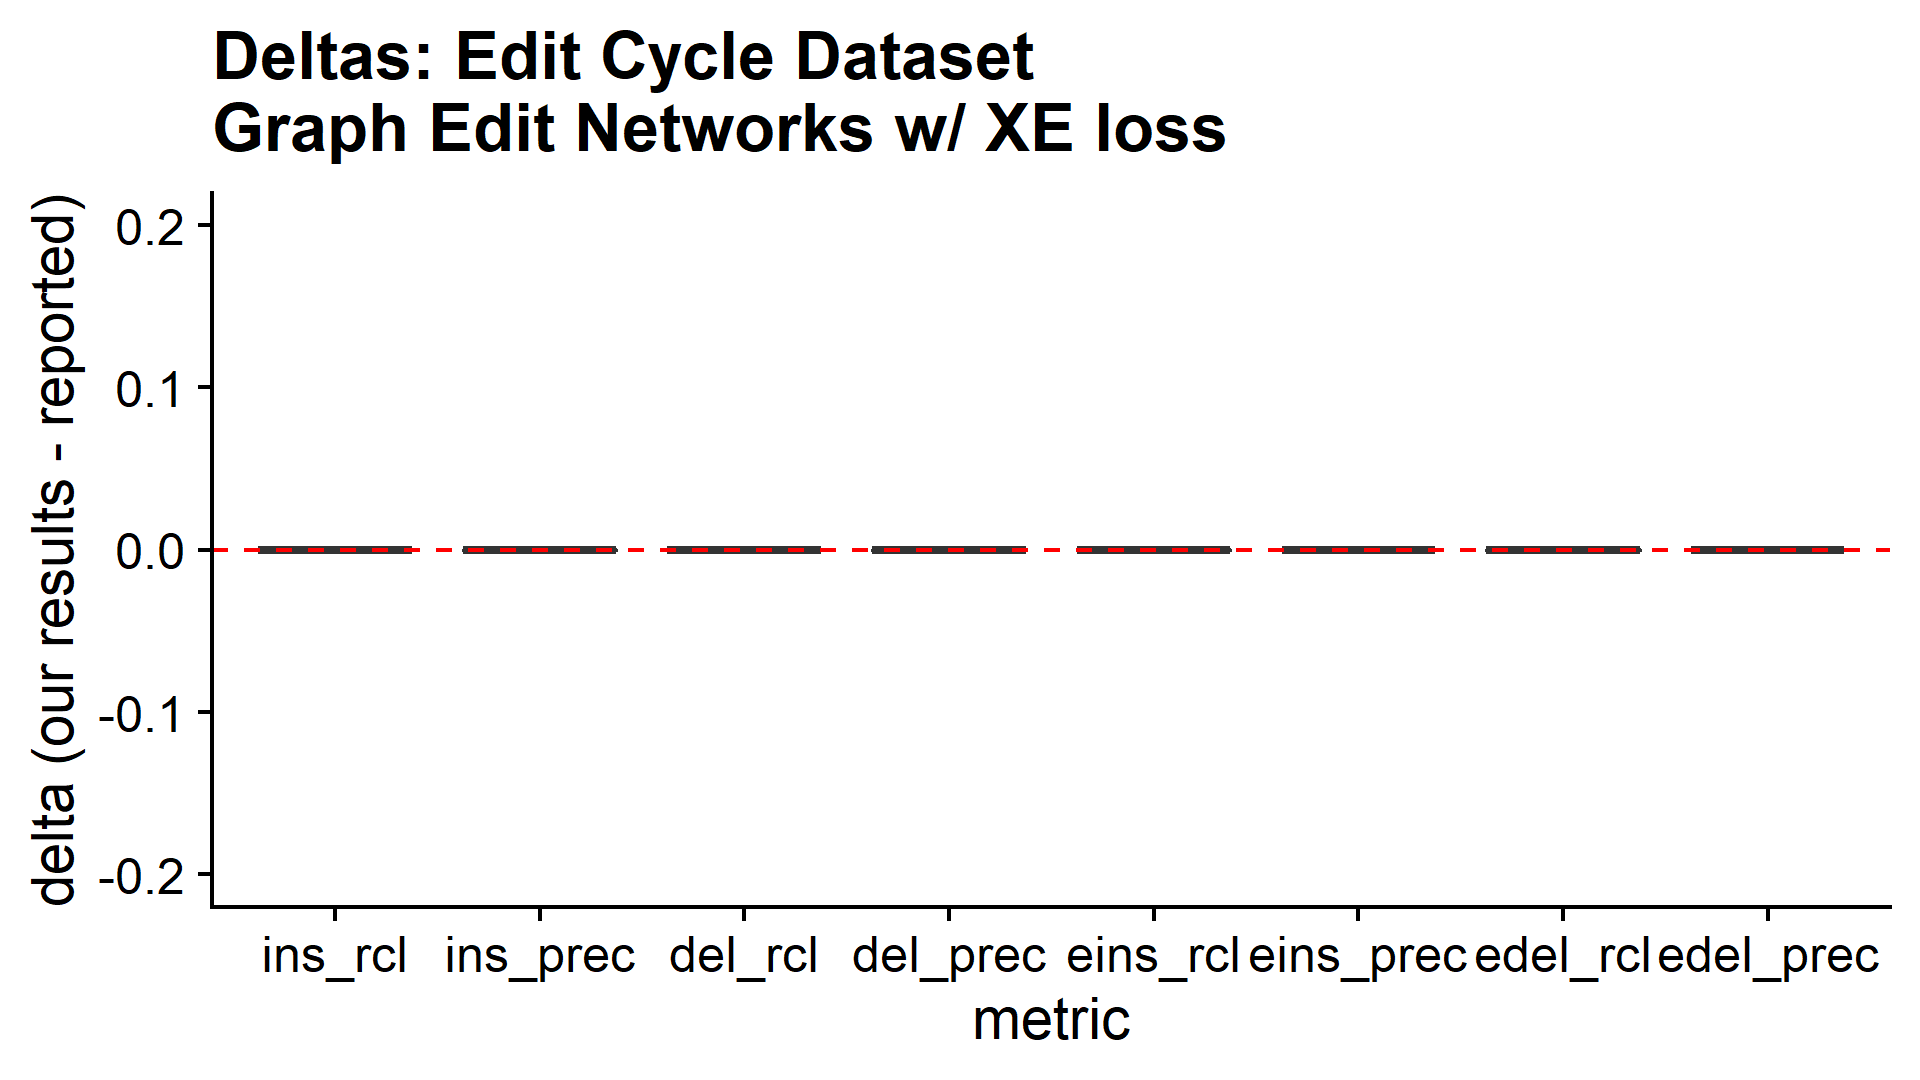 Deltas: Edit Cycle Dataset
Graph Edit Networks w/ XE loss
delta (our results - reported)
0.2
0.1
0.0
-0.1
-0.2
ins_rcl ins_prec del_rcl del_prec eins_rcl eins_prec edel_rcl edel_prec
metric